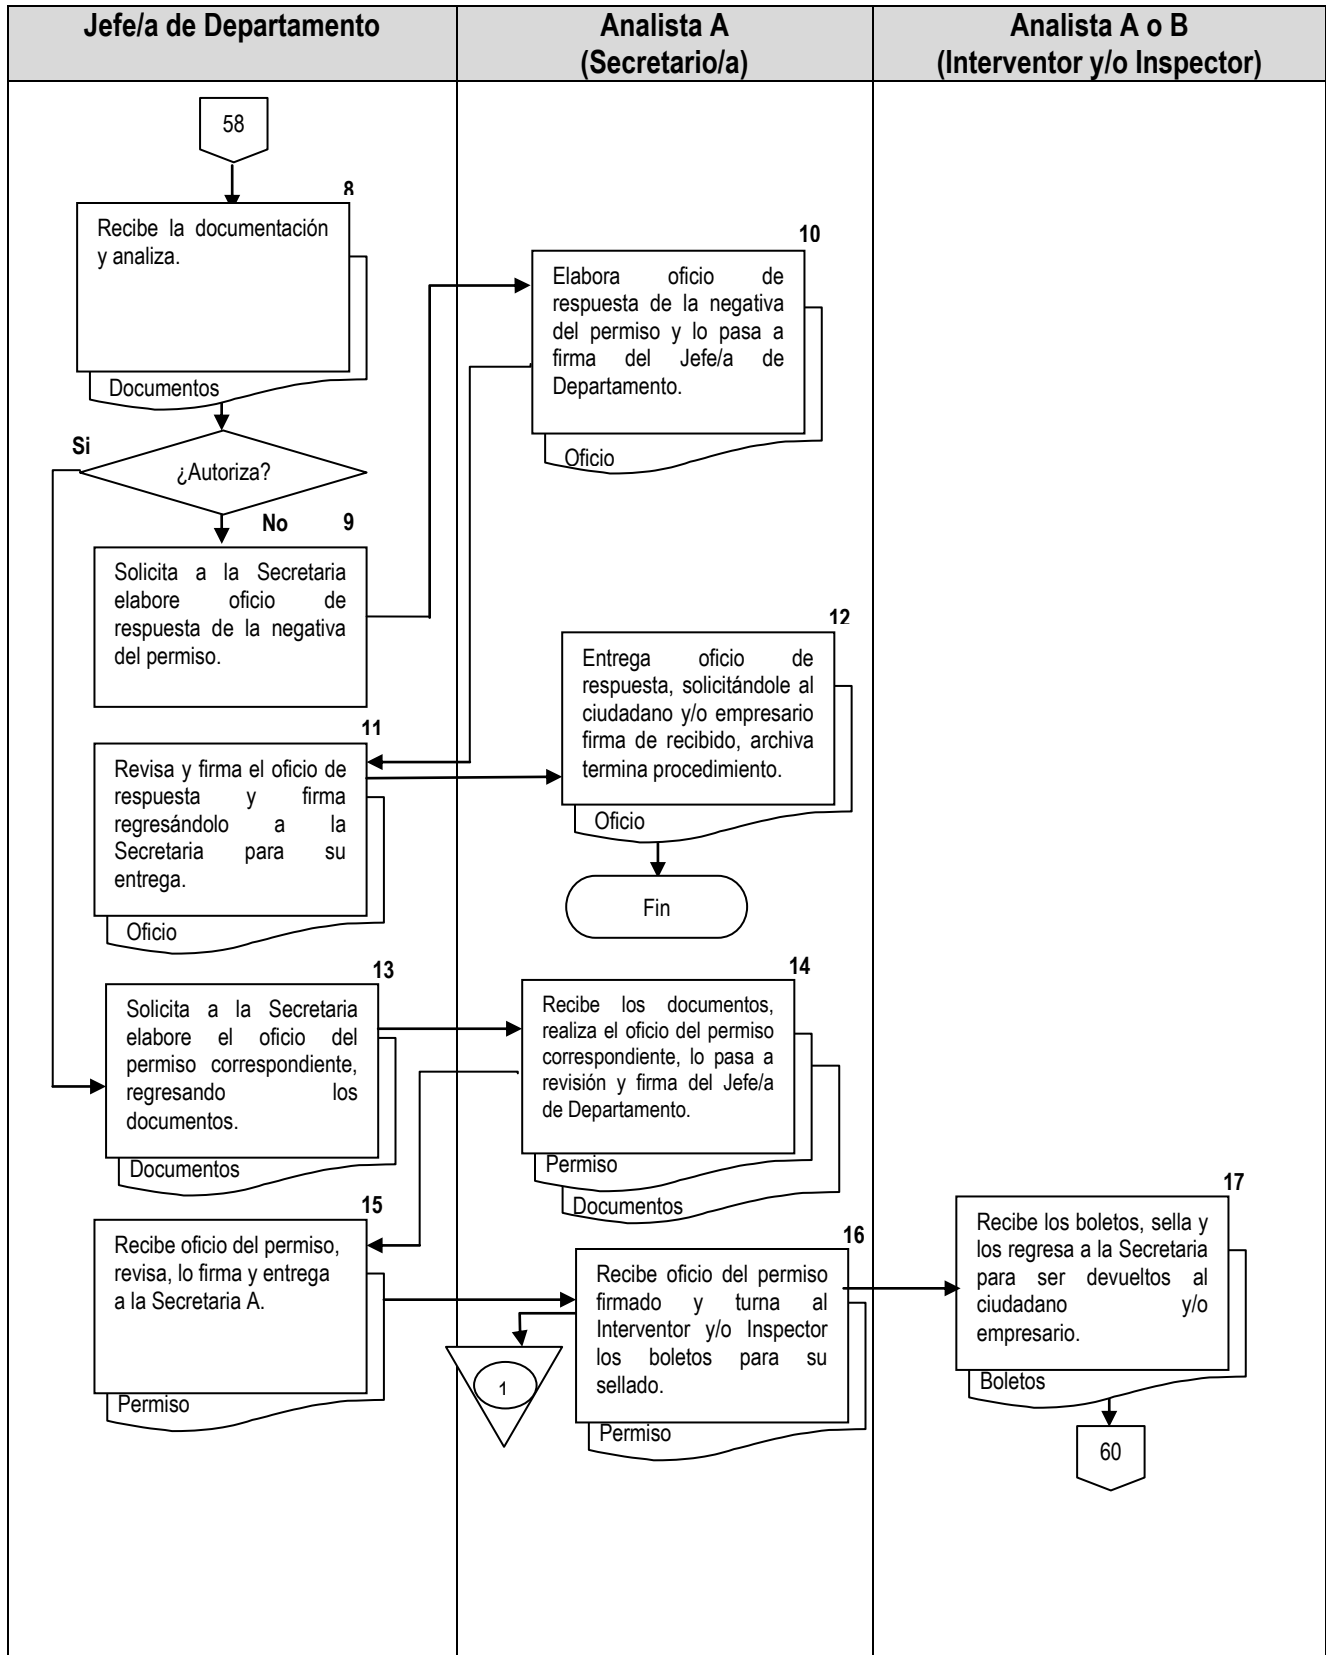 Jefe/a de Departamento
Analista A
(Secretario/a)
Analista A o B
(Interventor y/o Inspector)
58
8
Recibe la documentación
y analiza.
Documentos
Si
¿Autoriza?
No
9
Solicita a la Secretaria
elabore oficio de
respuesta de la negativa
del permiso.
10
Elabora oficio de
respuesta de la negativa
del permiso y lo pasa a
firma del Jefe/a de
Departamento.
Oficio
11
Revisa y firma el oficio de
respuesta y firma
regresándolo a la
Secretaria para su
entrega.
Oficio
12
Entrega oficio de
respuesta, solicitándole al
ciudadano y/o empresario
firma de recibido, archiva
termina procedimiento.
Oficio
Fin
13
Solicita a la Secretaria
elabore el oficio del
permiso correspondiente,
regresando los
documentos.
Documentos
14
Recibe los documentos,
realiza el oficio del permiso
correspondiente, lo pasa a
revisión y firma del Jefe/a
de Departamento.
Permiso
Documentos
15
Recibe oficio del permiso,
revisa, lo firma y entrega
a la Secretaria A.
Permiso
16
Recibe oficio del permiso
firmado y turna al
Interventor y/o Inspector
los boletos para su
sellado.
Permiso
1
17
Recibe los boletos, sella y
los regresa a la Secretaria
para ser devueltos al
ciudadano y/o
empresario.
Boletos
60